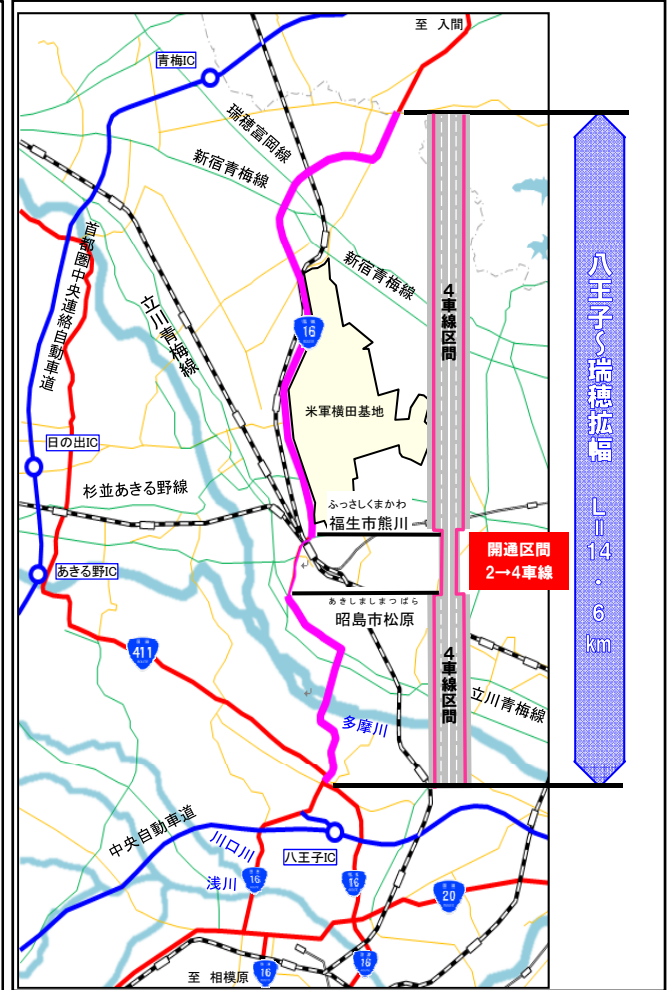 至 入間
青梅IC
瑞穂富岡線
新宿青梅線
新宿青梅線
首都圏中央連絡自動車道
立川青梅線
16
4車線区間
八王子~瑞穂拡幅 L=14.6km
米軍横田基地
日の出IC
杉並あきる野線
ふっさしくまかわ
福生市熊川
開通区間
2→4車線
あきる野IC
あきしましまつばら
昭島市松原
411
4車線区間
立川青梅線
多摩川
中央自動車道
川口川
八王子IC
浅川
16
16
20
至 相模原
16
16